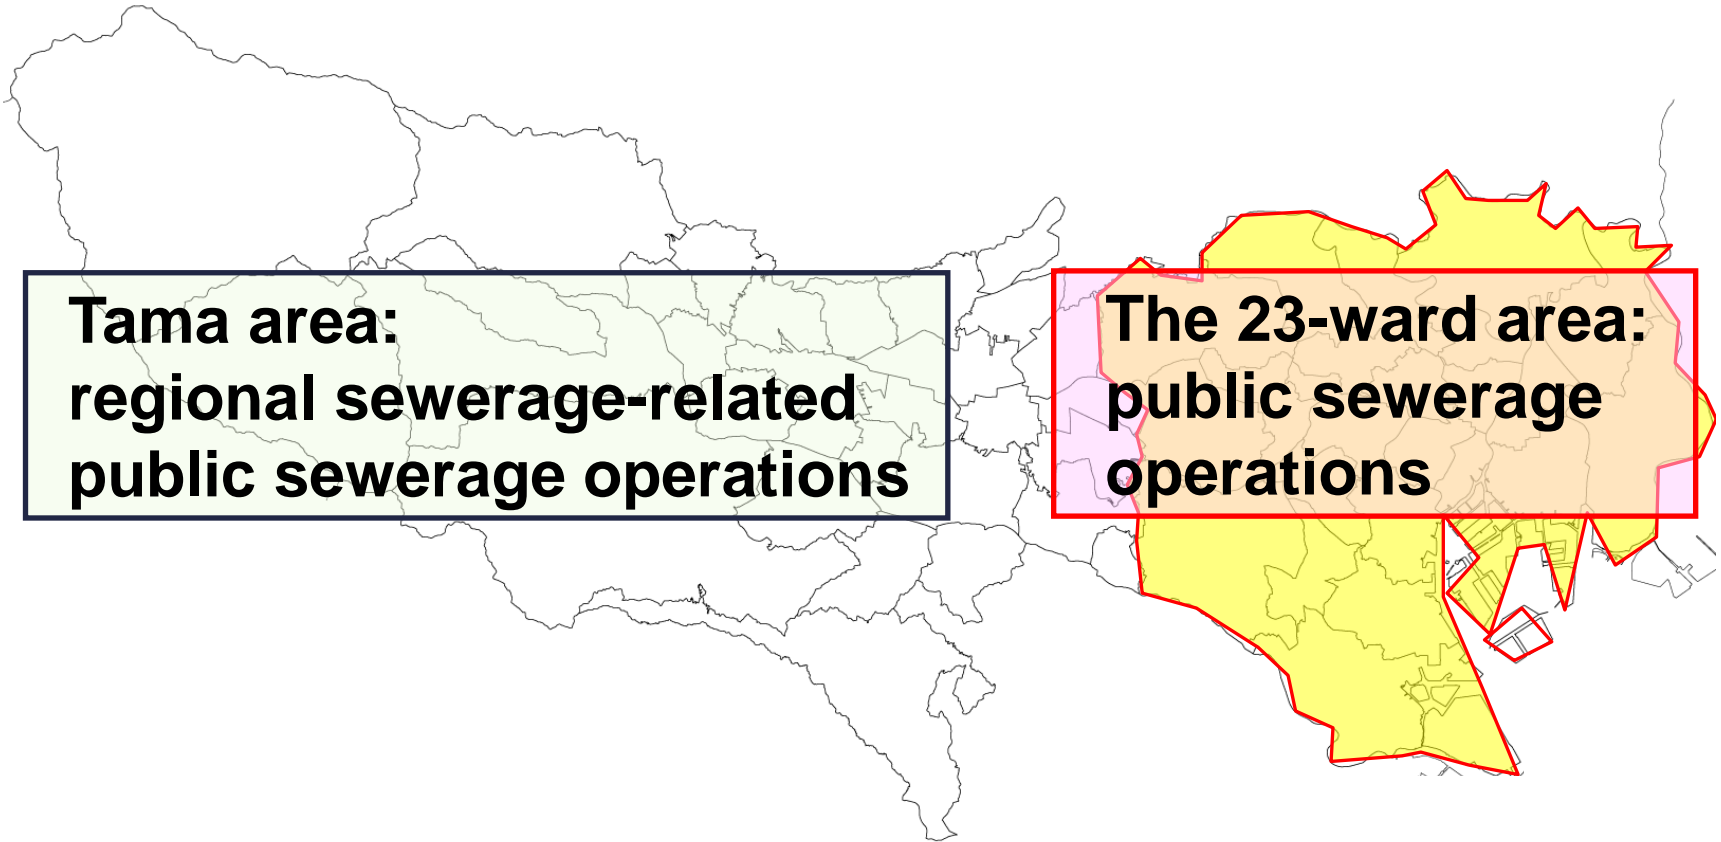 Tama area:
regional sewerage-related
public sewerage operations
The 23-ward area:
public sewerage
operations